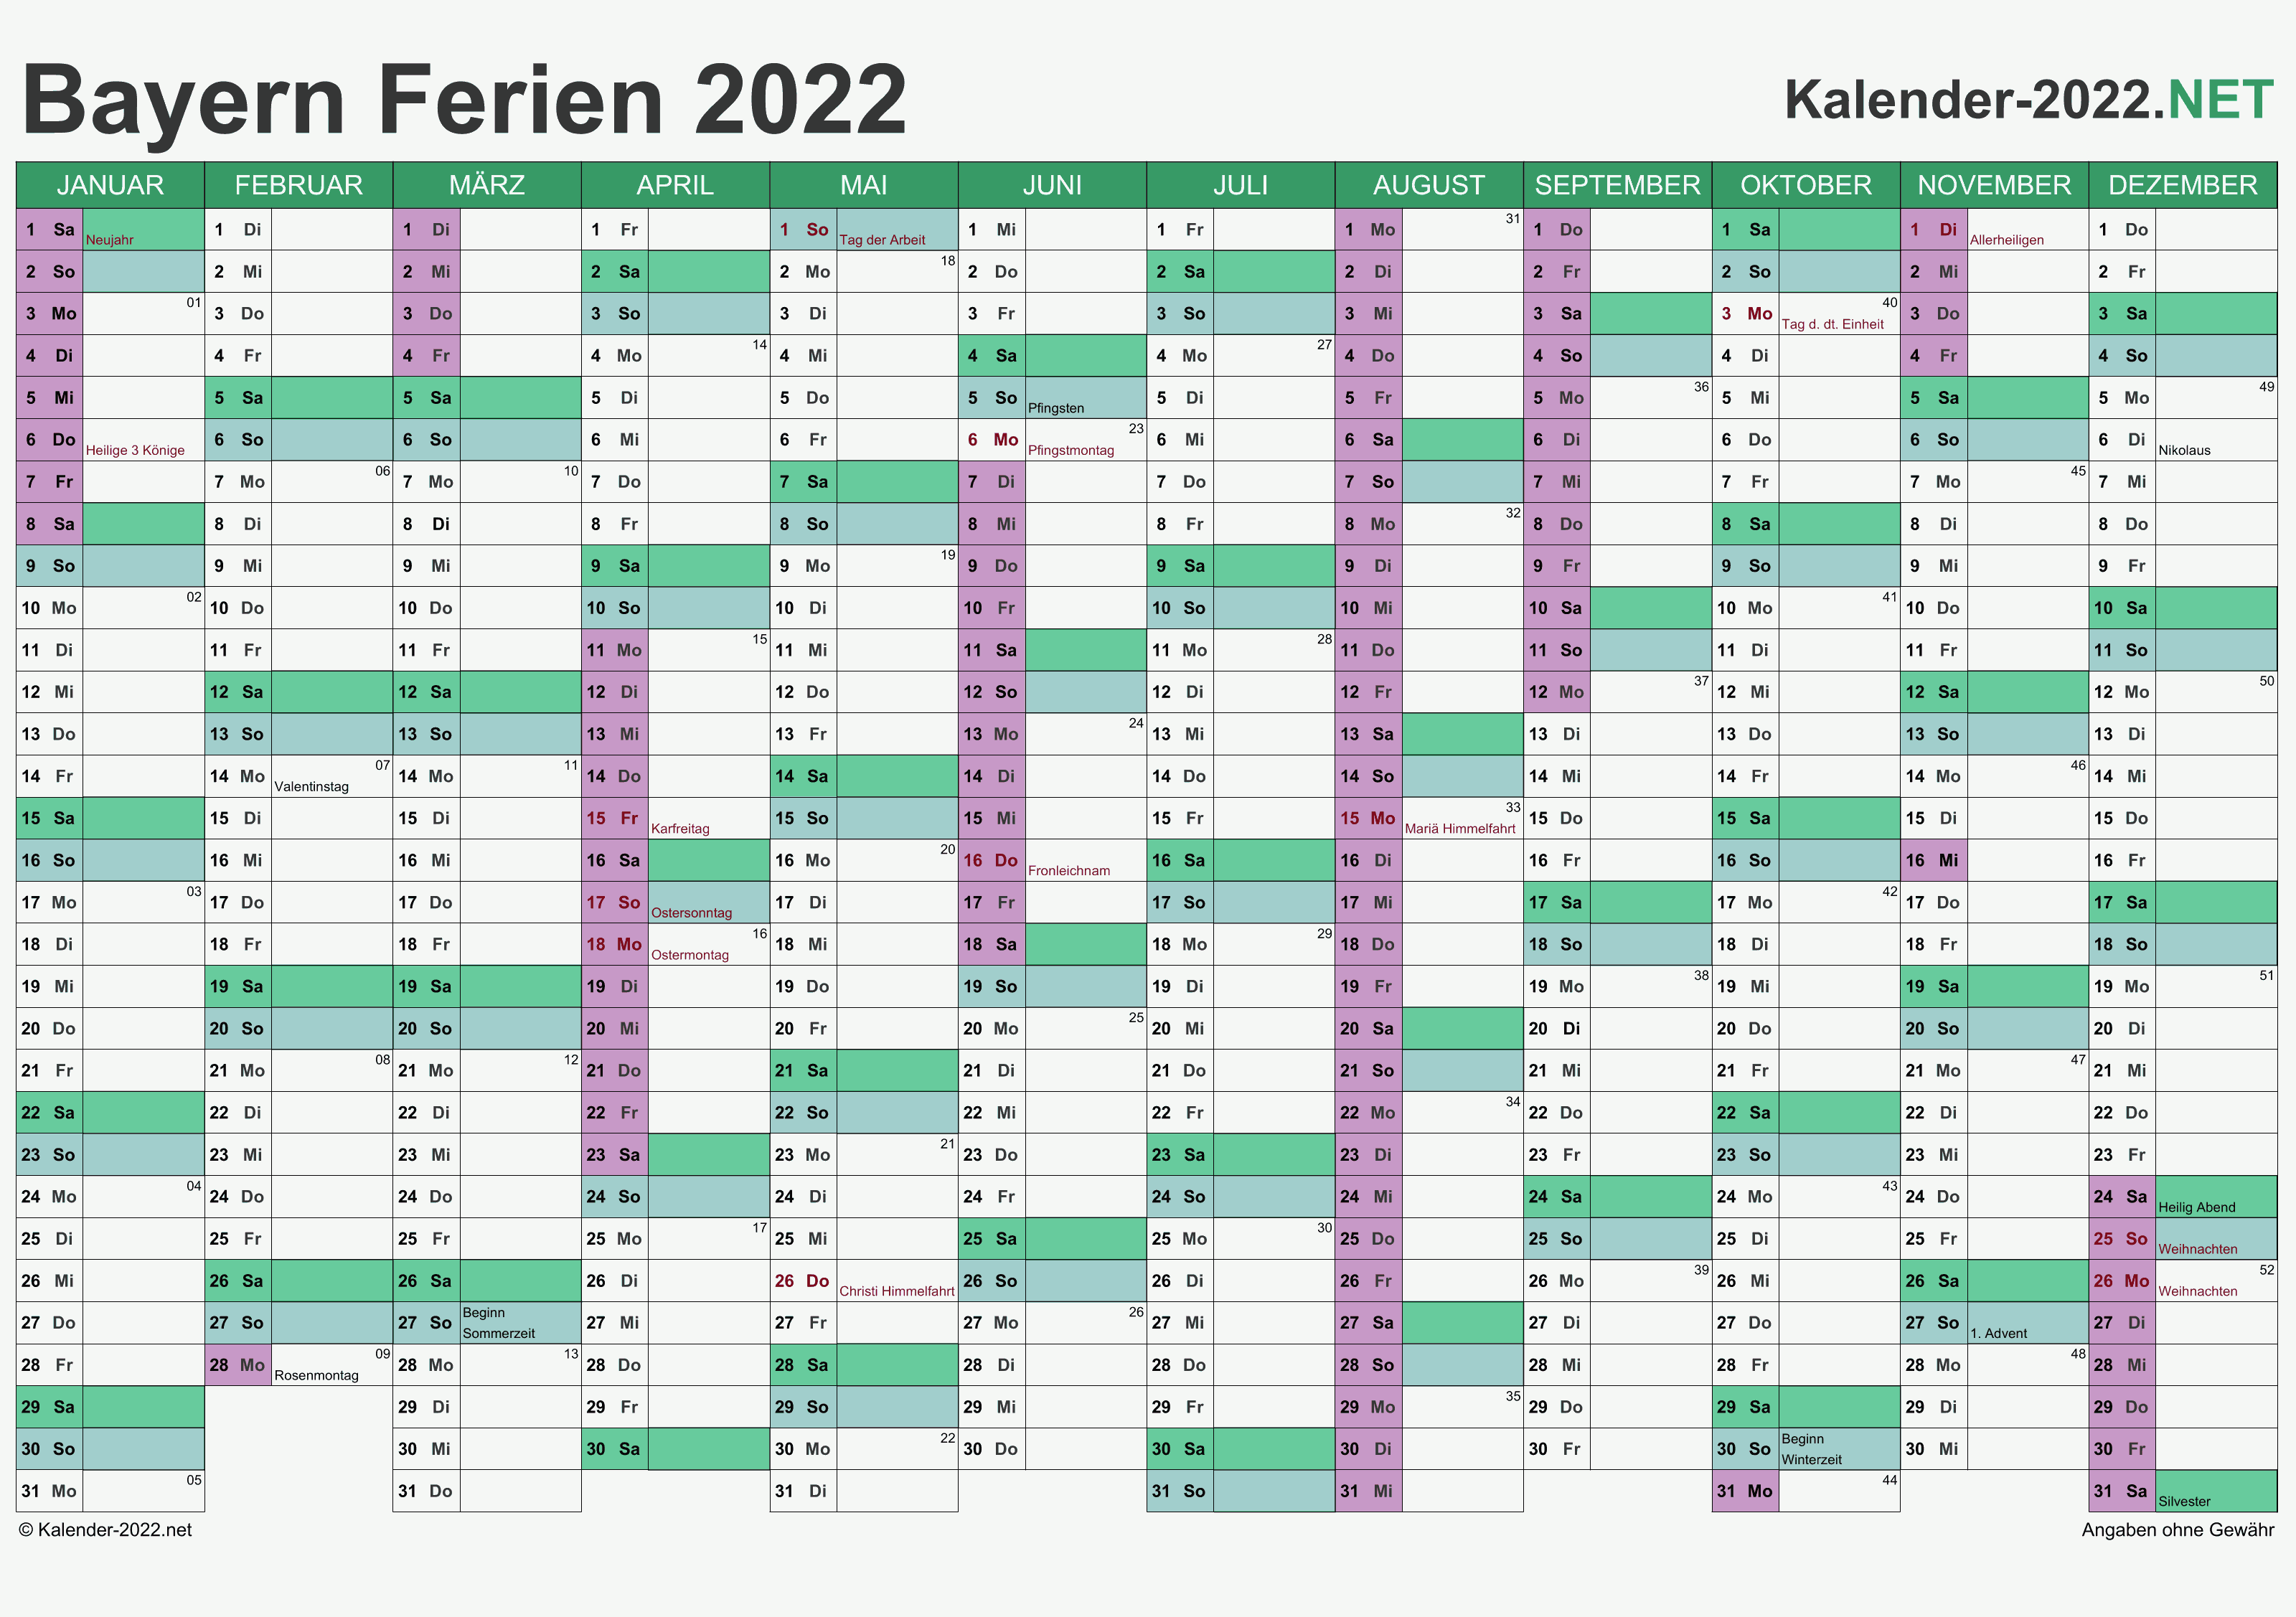 Bayern Ferien 2022
Kalender-2022.NET
JANUAR
1 Sa Neujahr
2 So
3 Mo 01
4 Di
5 Mi
6 Do Heilige 3 Könige
7 Fr
8 Sa
9 So
10 Mo 02
11 Di
12 Mi
13 Do
14 Fr
15 Sa
16 So
17 Mo 03
18 Di
19 Mi
20 Do
21 Fr
22 Sa
23 So
24 Mo 04
25 Di
26 Mi
27 Do
28 Fr
29 Sa
30 So
31 Mo 05
FEBRUAR
1 Di
2 Mi
3 Do
4 Fr
5 Sa
6 So
7 Mo 06
8 Di
9 Mi
10 Do
11 Fr
12 Sa
13 So
14 Mo 07 Valentinstag
15 Di
16 Mi
17 Do
18 Fr
19 Sa
20 So
21 Mo 08
22 Di
23 Mi
24 Do
25 Fr
26 Sa
27 So
28 Mo 09 Rosenmontag
MÄRZ
1 Di
2 Mi
3 Do
4 Fr
5 Sa
6 So
7 Mo 10
8 Di
9 Mi
10 Do
11 Fr
12 Sa
13 So
14 Mo 11
15 Di
16 Mi
17 Do
18 Fr
19 Sa
20 So
21 Mo 12
22 Di
23 Mi
24 Do
25 Fr
26 Sa
27 So Beginn
Sommerzeit
28 Mo 13
29 Di
30 Mi
31 Do
APRIL
1 Fr
2 Sa
3 So
4 Mo 14
5 Di
6 Mi
7 Do
8 Fr
9 Sa
10 So
11 Mo 15
12 Di
13 Mi
14 Do
15 Fr Karfreitag
16 Sa
17 So Ostersonntag
18 Mo 16 Ostermontag
19 Di
20 Mi
21 Do
22 Fr
23 Sa
24 So
25 Mo 17
26 Di
27 Mi
28 Do
29 Fr
30 Sa
MAI
1 So Tag der Arbeit
2 Mo 18
3 Di
4 Mi
5 Do
6 Fr
7 Sa
8 So
9 Mo 19
10 Di
11 Mi
12 Do
13 Fr
14 Sa
15 So
16 Mo 20
17 Di
18 Mi
19 Do
20 Fr
21 Sa
22 So
23 Mo 21
24 Di
25 Mi
26 Do Christi Himmelfahrt
27 Fr
28 Sa
29 So
30 Mo 22
31 Di
JUNI
1 Mi
2 Do
3 Fr
4 Sa
5 So Pfingsten
6 Mo 23 Pfingstmontag
7 Di
8 Mi
9 Do
10 Fr
11 Sa
12 So
13 Mo 24
14 Di
15 Mi
16 Do Fronleichnam
17 Fr
18 Sa
19 So
20 Mo 25
21 Di
22 Mi
23 Do
24 Fr
25 Sa
26 So
27 Mo 26
28 Di
29 Mi
30 Do
JULI
1 Fr
2 Sa
3 So
4 Mo 27
5 Di
6 Mi
7 Do
8 Fr
9 Sa
10 So
11 Mo 28
12 Di
13 Mi
14 Do
15 Fr
16 Sa
17 So
18 Mo 29
19 Di
20 Mi
21 Do
22 Fr
23 Sa
24 So
25 Mo 30
26 Di
27 Mi
28 Do
29 Fr
30 Sa
31 So
AUGUST
1 Mo 31
2 Di
3 Mi
4 Do
5 Fr
6 Sa
7 So
8 Mo 32
9 Di
10 Mi
11 Do
12 Fr
13 Sa
14 So
15 Mo 33 Mariä Himmelfahrt
16 Di
17 Mi
18 Do
19 Fr
20 Sa
21 So
22 Mo 34
23 Di
24 Mi
25 Do
26 Fr
27 Sa
28 So
29 Mo 35
30 Di
31 Mi
SEPTEMBER
1 Do
2 Fr
3 Sa
4 So
5 Mo 36
6 Di
7 Mi
8 Do
9 Fr
10 Sa
11 So
12 Mo 37
13 Di
14 Mi
15 Do
16 Fr
17 Sa
18 So
19 Mo 38
20 Di
21 Mi
22 Do
23 Fr
24 Sa
25 So
26 Mo 39
27 Di
28 Mi
29 Do
30 Fr
OKTOBER
1 Sa
2 So
3 Mo 40 Tag d. dt. Einheit
4 Di
5 Mi
6 Do
7 Fr
8 Sa
9 So
10 Mo 41
11 Di
12 Mi
13 Do
14 Fr
15 Sa
16 So
17 Mo 42
18 Di
19 Mi
20 Do
21 Fr
22 Sa
23 So
24 Mo 43
25 Di
26 Mi
27 Do
28 Fr
29 Sa
30 So Beginn
Winterzeit
31 Mo 44
NOVEMBER
1 Di Allerheiligen
2 Mi
3 Do
4 Fr
5 Sa
6 So
7 Mo 45
8 Di
9 Mi
10 Do
11 Fr
12 Sa
13 So
14 Mo 46
15 Di
16 Mi
17 Do
18 Fr
19 Sa
20 So
21 Mo 47
22 Di
23 Mi
24 Do
25 Fr
26 Sa
27 So 1. Advent
28 Mo 48
29 Di
30 Mi
DEZEMBER
1 Do
2 Fr
3 Sa
4 So
5 Mo 49
6 Di Nikolaus
7 Mi
8 Do
9 Fr
10 Sa
11 So
12 Mo 50
13 Di
14 Mi
15 Do
16 Fr
17 Sa
18 So
19 Mo 51
20 Di
21 Mi
22 Do
23 Fr
24 Sa Heilig Abend
25 So Weihnachten
26 Mo 52 Weihnachten
27 Di
28 Mi
29 Do
30 Fr
31 Sa Silvester
© Kalender-2022.net
Angaben ohne Gewähr